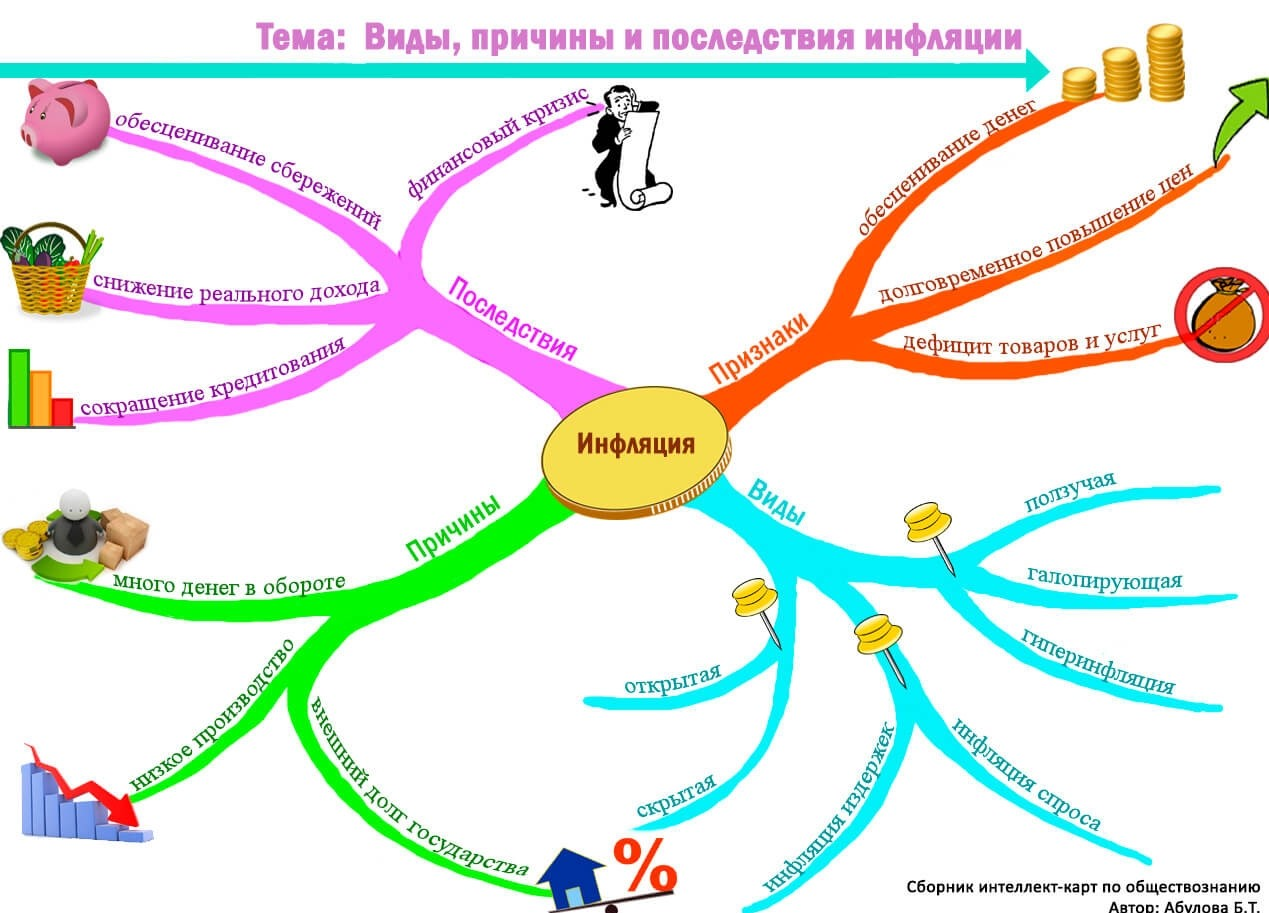 Тема: Виды, причины и последствия инфляции
обесценивание сбережений
финансовый кризис
снижение реального дохода
сокращение кредитования
Последствия
обесценивание денег
долговременное повышение цен
дефицит товаров и услуг
Признаки
Инфляция
Причины
много денег в обороте
низкое производство
внешний долг государства
%
Виды
ползучая
галопирующая
гиперинфляция
открытая
скрытая
инфляция издержек
инфляция спроса
Сборник интеллект-карт по обществознанию
Автор: Абулова Б.Т.